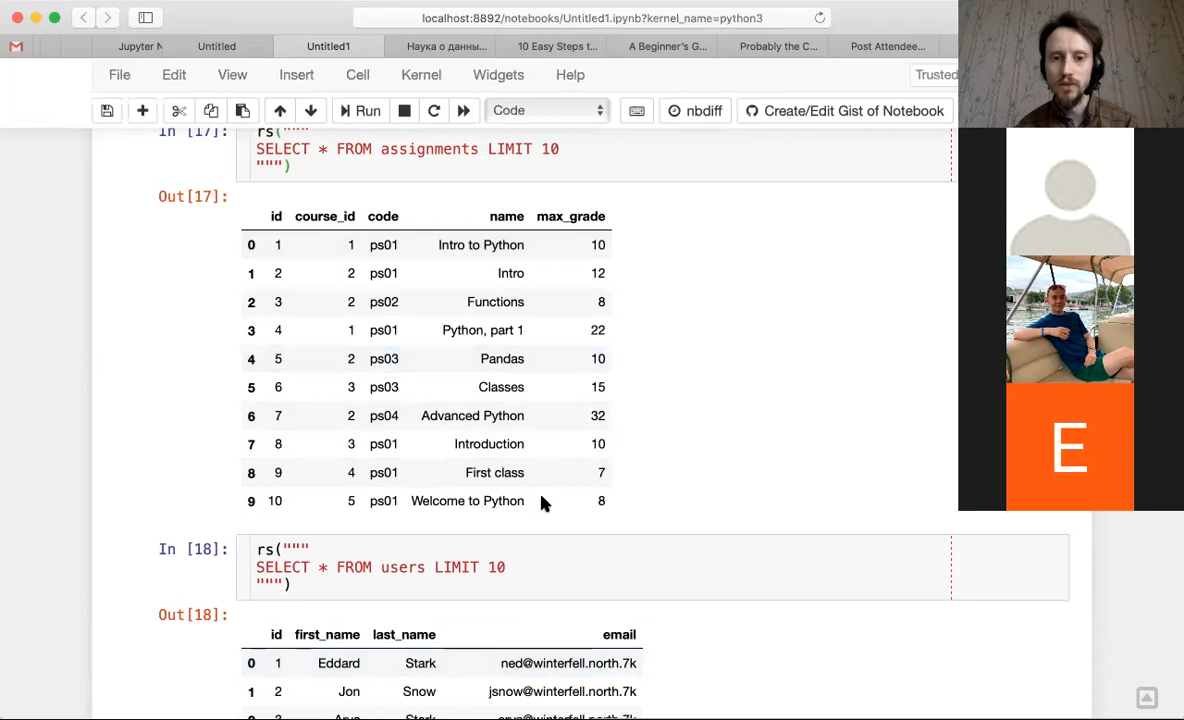 localhost:8892/notebooks/Untitled1.ipynb?kernel_name=python3
Jupyter N
Untitled
Untitled1
Наука о данны...
10 Easy Steps t...
A Beginner's G...
Probably the C...
Post Attendee...
File Edit View Insert Cell Kernel Widgets Help
Trusted
Run
Code
nbdiff
Create/Edit Gist of Notebook
In [17]:
rs("""
SELECT * FROM assignments LIMIT 10
""")
Out[17]:
id course_id code name max_grade
0 1 1 ps01 Intro to Python 10
1 2 2 ps01 Intro 12
2 3 2 ps02 Functions 8
3 4 1 ps01 Python, part 1 22
4 5 2 ps03 Pandas 10
5 6 3 ps03 Classes 15
6 7 2 ps04 Advanced Python 32
7 8 3 ps01 Introduction 10
8 9 4 ps01 First class 7
9 10 5 ps01 Welcome to Python 8
In [18]:
rs("""
SELECT * FROM users LIMIT 10
""")
Out[18]:
id first_name last_name email
0 1 Eddard Stark ned@winterfell.north.7k
1 2 Jon Snow jsnow@winterfell.north.7k
E